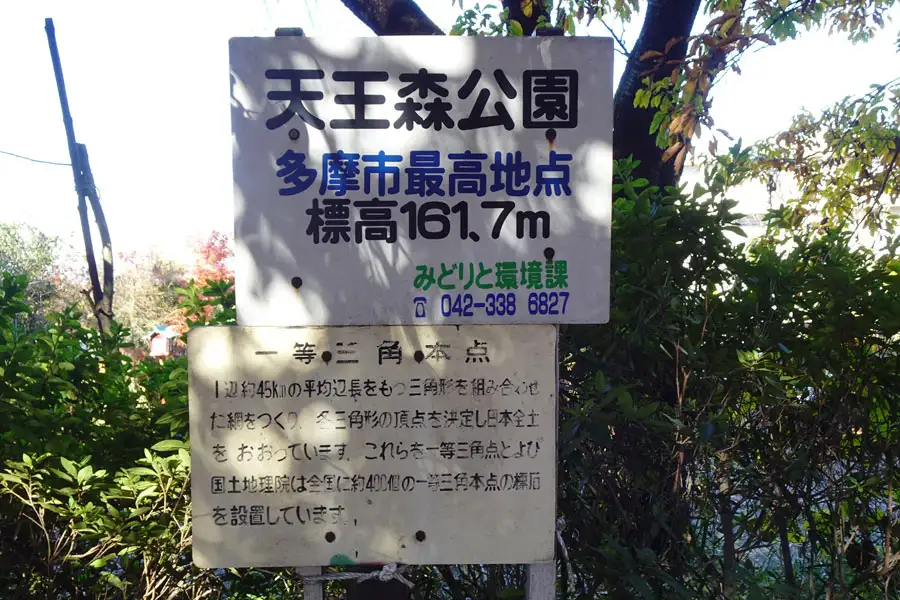 天王森公園
多摩市最高地点
標高161.7m
みどりと環境課
☎ 042-338 6827
一等三角本点
1辺約45kmの平均辺長をもつ三角形を組み合わせ
た網をつくり、各三角形の頂点を決定し日本全土
を おおっています。これらを一等三角点とよび
国土地理院は全国に約400個の一等三角本点の標石
を設置しています。